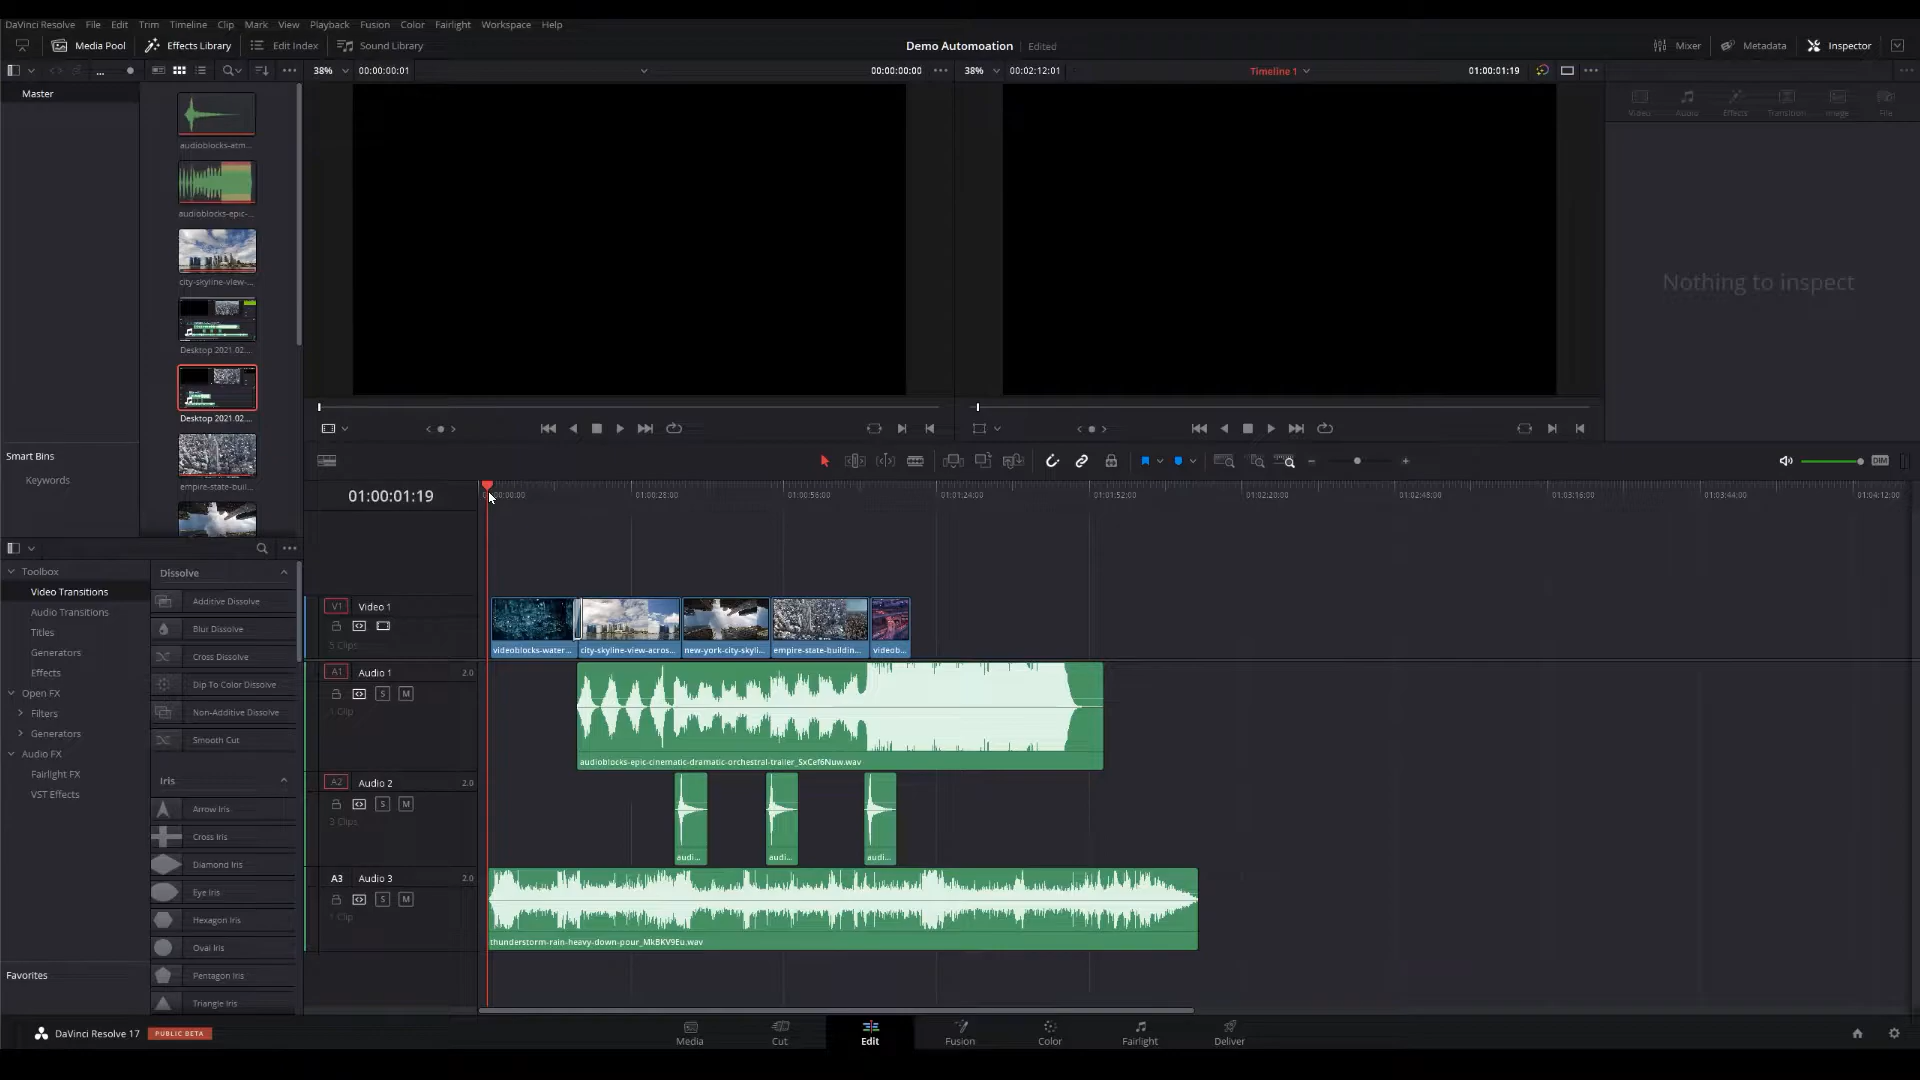 DaVinci Resolve File Edit Trim Timeline Clip Mark View Playback Fusion Color Fairlight Workspace Help
Media Pool Effects Library Edit Index Sound Library Demo Automoation Edited Mixer Metadata Inspector
... 38% 00:00:00:01 00:00:00:00 38% 00:02:12:01 Timeline 1 01:00:01:19
Master
Video Audio Effects Transition Image File
audioblocks-atm...
audioblocks-epic-...
city-skyline-view-...
Nothing to inspect
Desktop 2021.02....
Desktop 2021.02....
Smart Bins
Keywords
empire-state-buil...
DIM
01:00:01:19
01:00:28:00 01:00:56:00 01:01:24:00 01:01:52:00 01:02:20:00 01:02:48:00 01:03:16:00 01:03:44:00 01:04:12:00
Toolbox
Video Transitions
Audio Transitions
Titles
Generators
Effects
Open FX
Filters
Generators
Audio FX
Fairlight FX
VST Effects
Favorites
Dissolve
Additive Dissolve
Blur Dissolve
Cross Dissolve
Dip To Color Dissolve
Non-Additive Dissolve
Smooth Cut
Iris
Arrow Iris
Cross Iris
Diamond Iris
Eye Iris
Hexagon Iris
Oval Iris
Pentagon Iris
Triangle Iris
V1 Video 1
5 Clips
videoblocks-water... city-skyline-view-acros... new-york-city-skyli... empire-state-buildin... videob...
A1 Audio 1 2.0
S M
1 Clip
audioblocks-epic-cinematic-dramatic-orchestral-trailer_SxCef6Nuw.wav
A2 Audio 2 2.0
S M
3 Clips
audi... audi... audi...
A3 Audio 3 2.0
S M
1 Clip
thunderstorm-rain-heavy-down-pour_MkBKV9Eu.wav
DaVinci Resolve 17 PUBLIC BETA
Media Cut Edit Fusion Color Fairlight Deliver